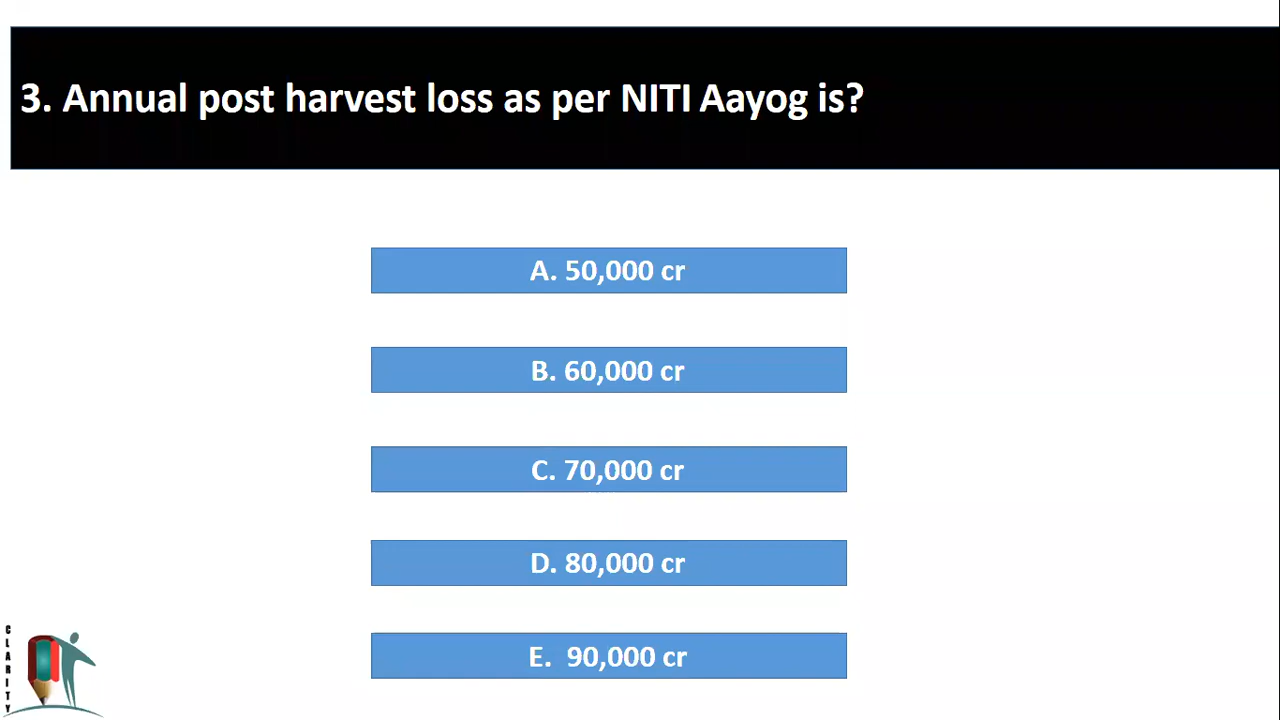 3. Annual post harvest loss as per NITI Aayog is?
A. 50,000 cr
B. 60,000 cr
C. 70,000 cr
D. 80,000 cr
E. 90,000 cr
CLARITY